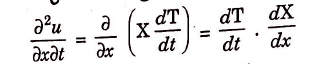 ∂²u/∂x∂t = ∂/∂x (X dT/dt) = dT/dt · dX/dx